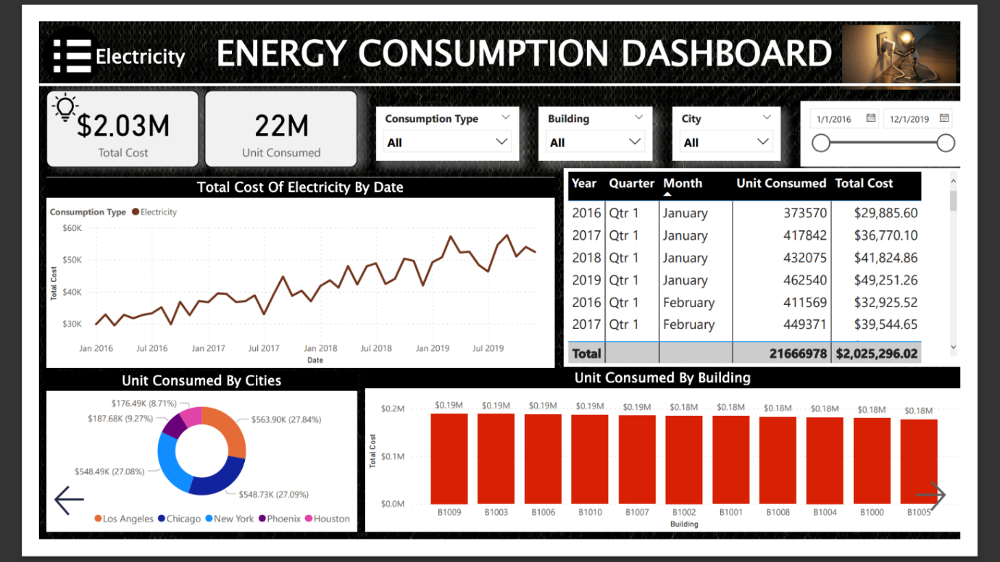 Electricity
ENERGY CONSUMPTION DASHBOARD
$2.03M
Total Cost
22M
Unit Consumed
Consumption Type
All
Building
All
City
All
1/1/2016 12/1/2019
Total Cost Of Electricity By Date
Consumption Type Electricity
$60K
$50K
$40K
$30K
Total Cost
Jan 2016 Jul 2016 Jan 2017 Jul 2017 Jan 2018 Jul 2018 Jan 2019 Jul 2019
Date
Year Quarter Month Unit Consumed Total Cost
2016 Qtr 1 January 373570 $29,885.60
2017 Qtr 1 January 417842 $36,770.10
2018 Qtr 1 January 432075 $41,824.86
2019 Qtr 1 January 462540 $49,251.26
2016 Qtr 1 February 411569 $32,925.52
2017 Qtr 1 February 449371 $39,544.65
Total 21666978 $2,025,296.02
Unit Consumed By Cities
$176.49K (8.71%)
$187.68K (9.27%)
$563.90K (27.84%)
$548.49K (27.08%)
$548.73K (27.09%)
Los Angeles Chicago New York Phoenix Houston
Unit Consumed By Building
$0.2M
$0.1M
$0.0M
Total Cost
$0.19M $0.19M $0.19M $0.19M $0.19M $0.18M $0.18M $0.18M $0.18M $0.18M $0.18M
B1009 B1003 B1006 B1010 B1007 B1002 B1001 B1008 B1004 B1000 B1005
Building